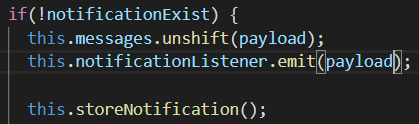 if(!notificationExist) {
this.messages.unshift(payload);
this.notificationListener.emit(payload);
this.storeNotification();